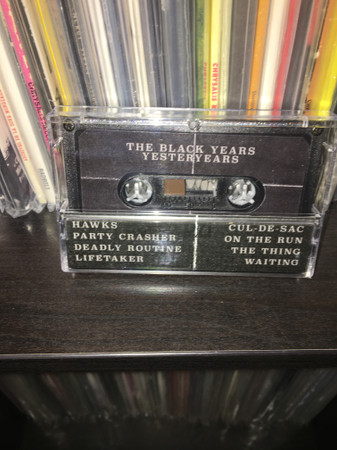 THE BLACK YEARS
YESTERYEARS
HAWKS
PARTY CRASHER
DEADLY ROUTINE
LIFETAKER
CUL-DE-SAC
ON THE RUN
THE THING
WAITING